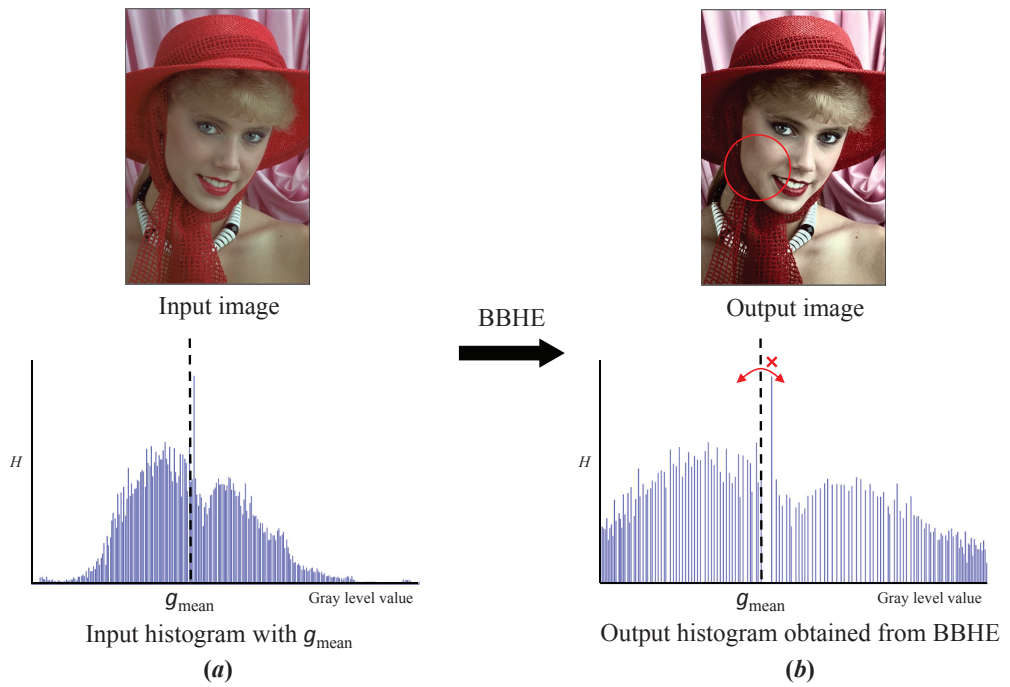 Input image
BBHE
Output image
H
g_mean
Gray level value
Input histogram with g_mean
(a)
×
H
g_mean
Gray level value
Output histogram obtained from BBHE
(b)